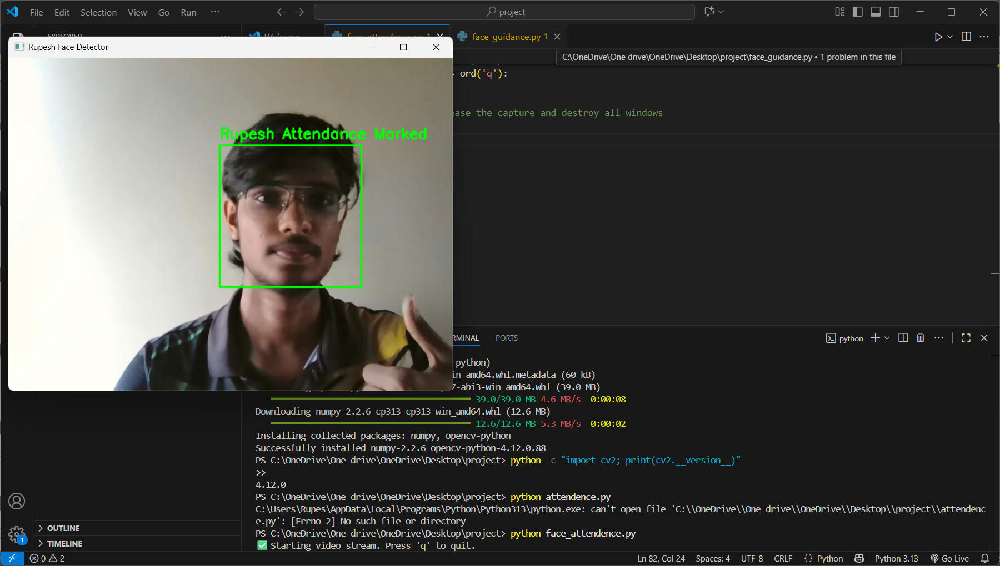 File Edit Selection View Go Run ···
project
Rupesh Face Detector
face_guidance.py 1
C:\OneDrive\One drive\OneDrive\Desktop\project\face_guidance.py • 1 problem in this file
= ord('q'):
ease the capture and destroy all windows
Rupesh Attendance Marked
RMINAL PORTS
python
-python)
in_amd64.whl.metadata (60 kB)
7-abi3-win_amd64.whl (39.0 MB)
39.0/39.0 MB 4.6 MB/s 0:00:08
Downloading numpy-2.2.6-cp313-cp313-win_amd64.whl (12.6 MB)
12.6/12.6 MB 5.3 MB/s 0:00:02
Installing collected packages: numpy, opencv-python
Successfully installed numpy-2.2.6 opencv-python-4.12.0.88
PS C:\OneDrive\One drive\OneDrive\Desktop\project> python -c "import cv2; print(cv2.__version__)"
>>
4.12.0
PS C:\OneDrive\One drive\OneDrive\Desktop\project> python attendence.py
C:\Users\Rupes\AppData\Local\Programs\Python\Python313\python.exe: can't open file 'C:\\OneDrive\\One drive\\OneDrive\\Desktop\\project\\attendenc
e.py': [Errno 2] No such file or directory
PS C:\OneDrive\One drive\OneDrive\Desktop\project> python face_attendence.py
✅ Starting video stream. Press 'q' to quit.
OUTLINE
TIMELINE
1
0 2
Ln 82, Col 24 Spaces: 4 UTF-8 CRLF {} Python Python 3.13 Go Live